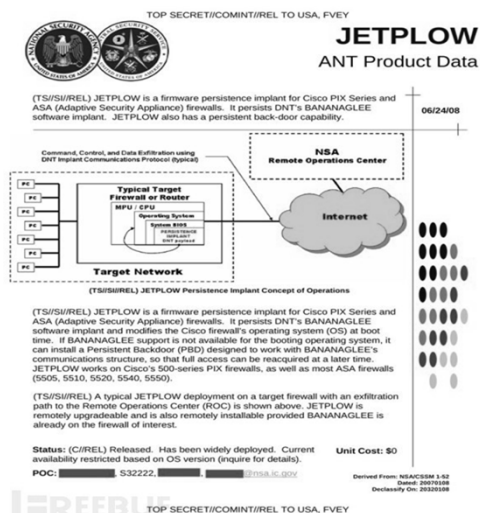 TOP SECRET//COMINT//REL TO USA, FVEY
JETPLOW
ANT Product Data
(TS//SI//REL) JETPLOW is a firmware persistence implant for Cisco PIX Series and
ASA (Adaptive Security Appliance) firewalls. It persists DNT's BANANAGLEE
software implant. JETPLOW also has a persistent back-door capability.
06/24/08
Command, Control, and Data Exfiltration using
DNT Implant Communications Protocol (typical)
NSA
Remote Operations Center
PC
PC
PC
PC
PC
PC
PC
Typical Target
Firewall or Router
MPU / CPU
Operating System
System BIOS
PERSISTENCE
IMPLANT
DNT payload
Internet
Target Network
(TS//SI//REL) JETPLOW Persistence Implant Concept of Operations
(TS//SI//REL) JETPLOW is a firmware persistence implant for Cisco PIX Series and
ASA (Adaptive Security Appliance) firewalls. It persists DNT's BANANAGLEE
software implant and modifies the Cisco firewall's operating system (OS) at boot
time. If BANANAGLEE support is not available for the booting operating system, it
can install a Persistent Backdoor (PBD) designed to work with BANANAGLEE's
communications structure, so that full access can be reacquired at a later time.
JETPLOW works on Cisco's 500-series PIX firewalls, as well as most ASA firewalls
(5505, 5510, 5520, 5540, 5550).
(TS//SI//REL) A typical JETPLOW deployment on a target firewall with an exfiltration
path to the Remote Operations Center (ROC) is shown above. JETPLOW is
remotely upgradeable and is also remotely installable provided BANANAGLEE is
already on the firewall of interest.
Status: (C//REL) Released. Has been widely deployed. Current
availability restricted based on OS version (inquire for details).
Unit Cost: $0
POC: , S32222, , @nsa.ic.gov
Derived From: NSA/CSSM 1-52
Dated: 20070108
Declassify On: 20320108
TOP SECRET//COMINT//REL TO USA, FVEY